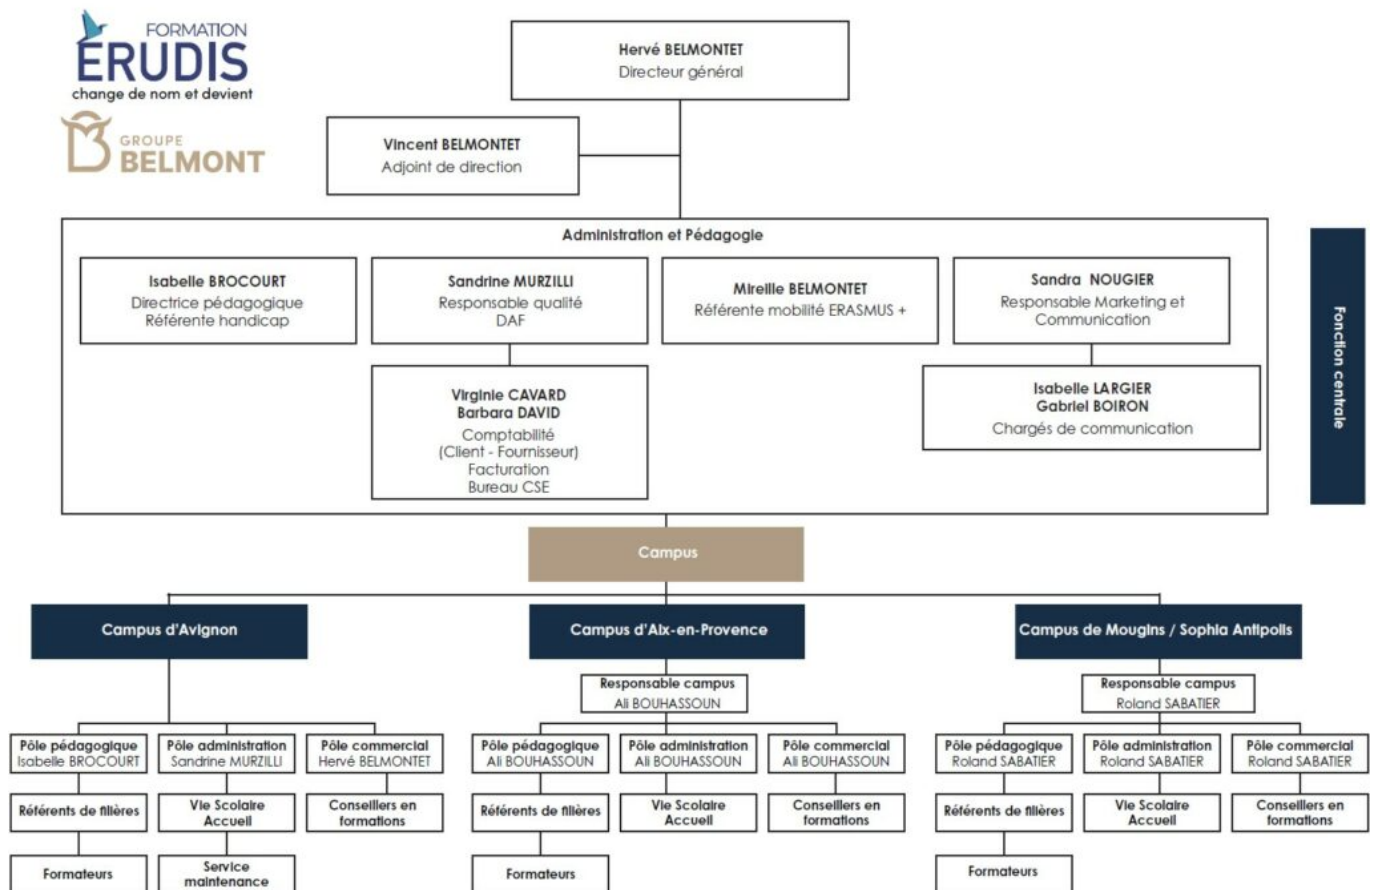 FORMATION
ERUDIS
change de nom et devient
GROUPE
BELMONT
Hervé BELMONTET
Directeur général
Vincent BELMONTET
Adjoint de direction
Administration et Pédagogie
Isabelle BROCOURT
Directrice pédagogique
Référente handicap
Sandrine MURZILLI
Responsable qualité
DAF
Mireille BELMONTET
Référente mobilité ERASMUS +
Sandra NOUGIER
Responsable Marketing et
Communication
Virginie CAVARD
Barbara DAVID
Comptabilité
(Client - Fournisseur)
Facturation
Bureau CSE
Isabelle LARGIER
Gabriel BOIRON
Chargés de communication
Fonction centrale
Campus
Campus d'Avignon
Campus d'Aix-en-Provence
Campus de Mougins / Sophia Antipolis
Responsable campus
Ali BOUHASSOUN
Responsable campus
Roland SABATIER
Pôle pédagogique
Isabelle BROCOURT
Pôle administration
Sandrine MURZILLI
Pôle commercial
Hervé BELMONTET
Pôle pédagogique
Ali BOUHASSOUN
Pôle administration
Ali BOUHASSOUN
Pôle commercial
Ali BOUHASSOUN
Pôle pédagogique
Roland SABATIER
Pôle administration
Roland SABATIER
Pôle commercial
Roland SABATIER
Référents de filières
Vie Scolaire
Accueil
Conseillers en
formations
Référents de filières
Vie Scolaire
Accueil
Conseillers en
formations
Référents de filières
Vie Scolaire
Accueil
Conseillers en
formations
Formateurs
Service
maintenance
Formateurs
Formateurs